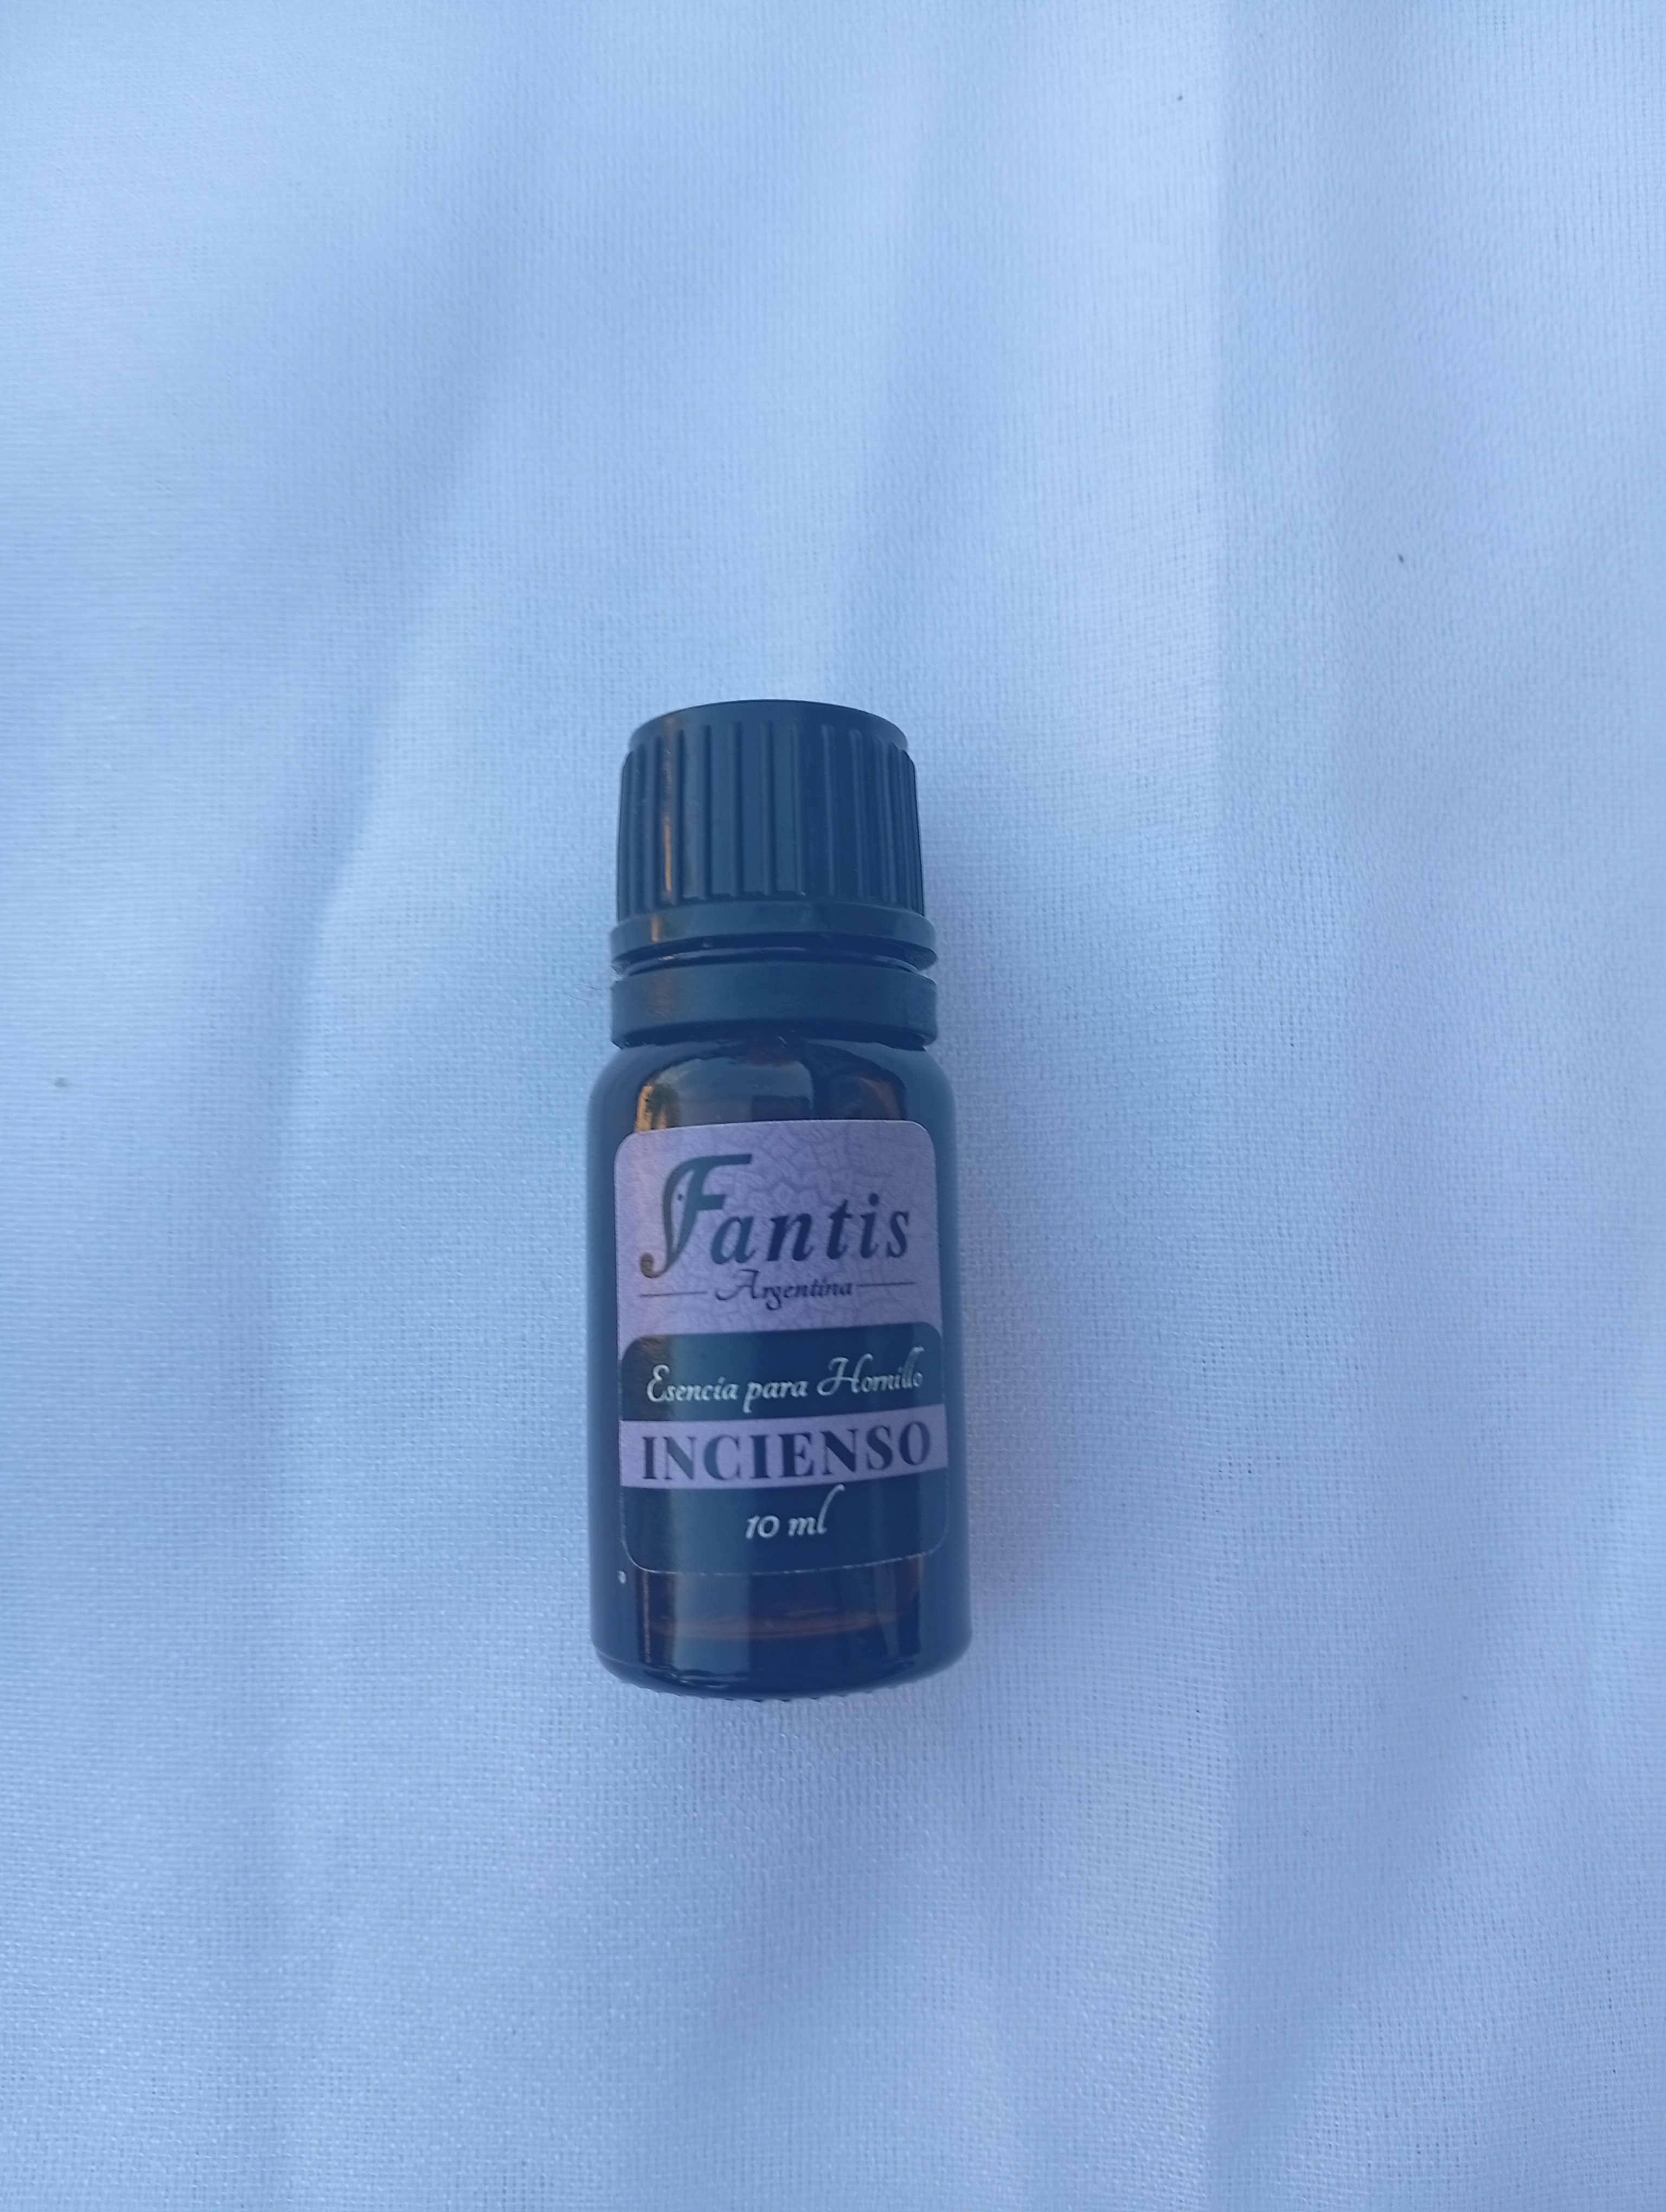 Fantis
Argentina
Esencia para Hornillo
INCIENSO
10 ml